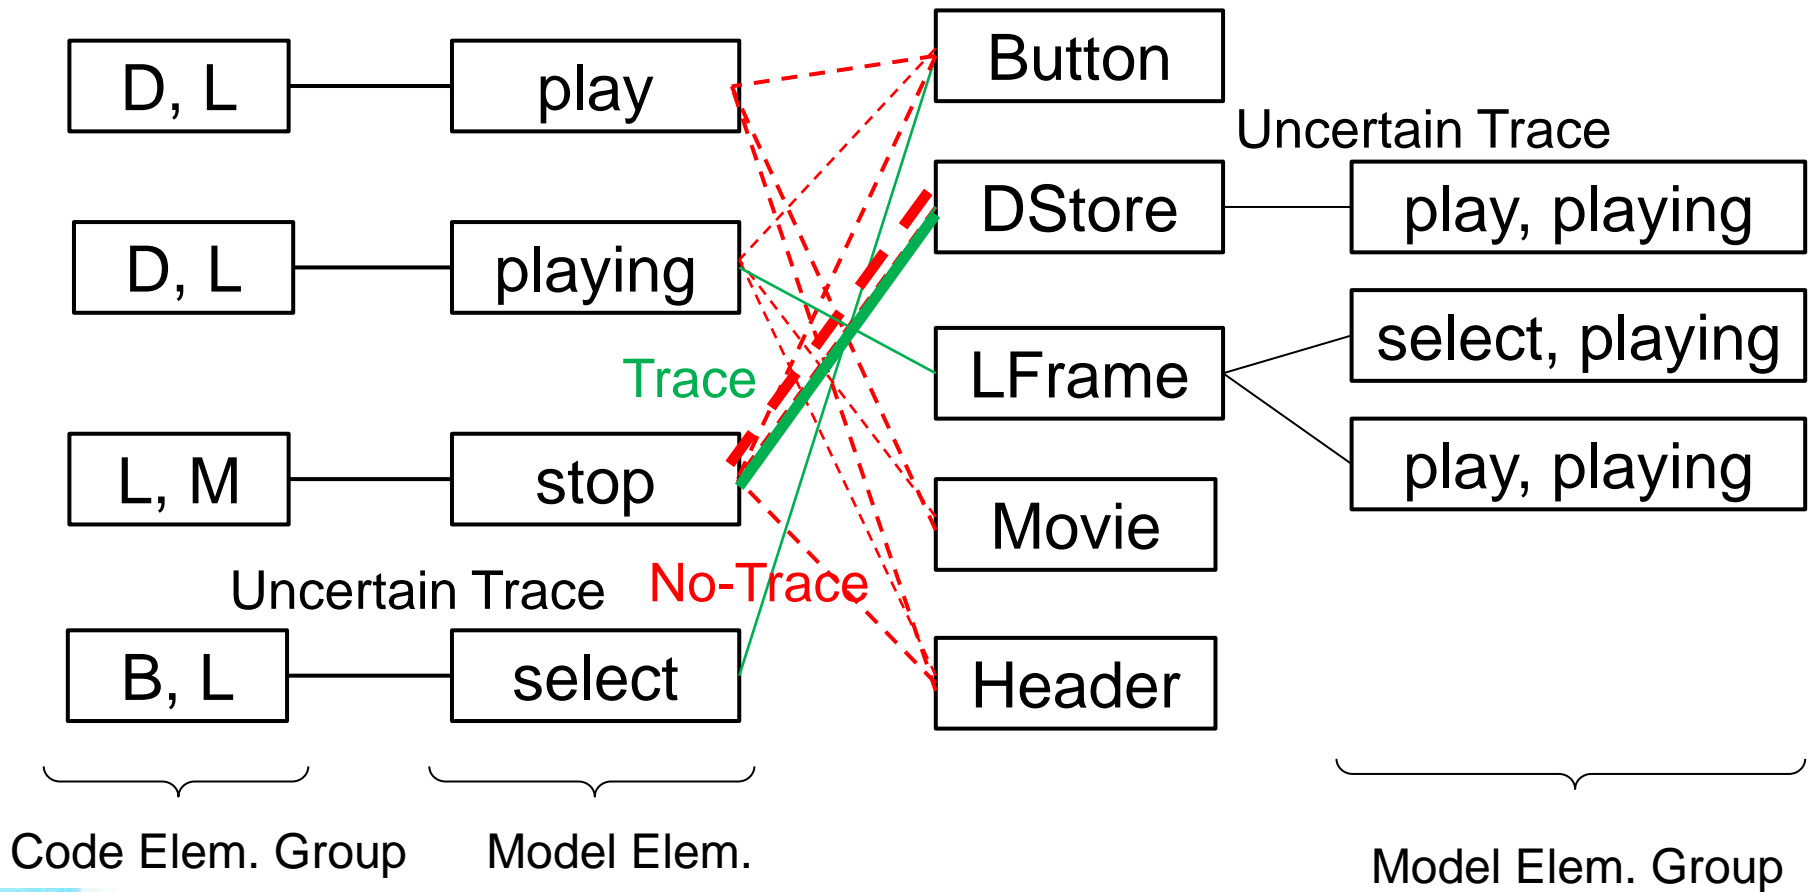 Button
D, L
play
Uncertain Trace
DStore
play, playing
D, L
playing
select, playing
Trace
LFrame
play, playing
L, M
stop
Movie
Uncertain Trace
No-Trace
B, L
select
Header
Code Elem. Group
Model Elem.
Model Elem. Group